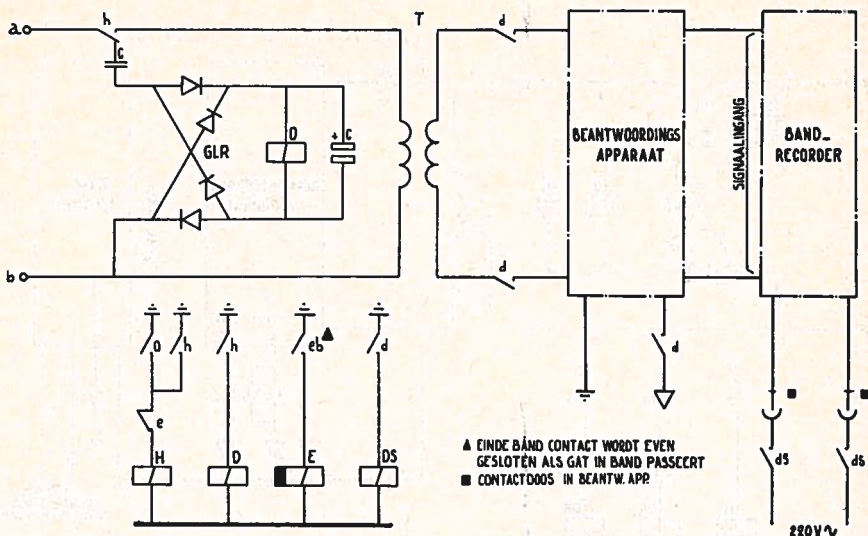 a
h
T
d
C
GLR
O
+
C
BEANTWOORDINGS
APPARAAT
SIGNAALINGANG
BAND_
RECORDER
b
d
o
h
h
eb ▲
d
d
e
H
D
E
DS
▲ EINDE BAND CONTACT WORDT EVEN
GESLOTEN ALS GAT IN BAND PASSEERT
■ CONTACTDOOS IN BEANTW. APP.
■
■
dS
dS
220V~